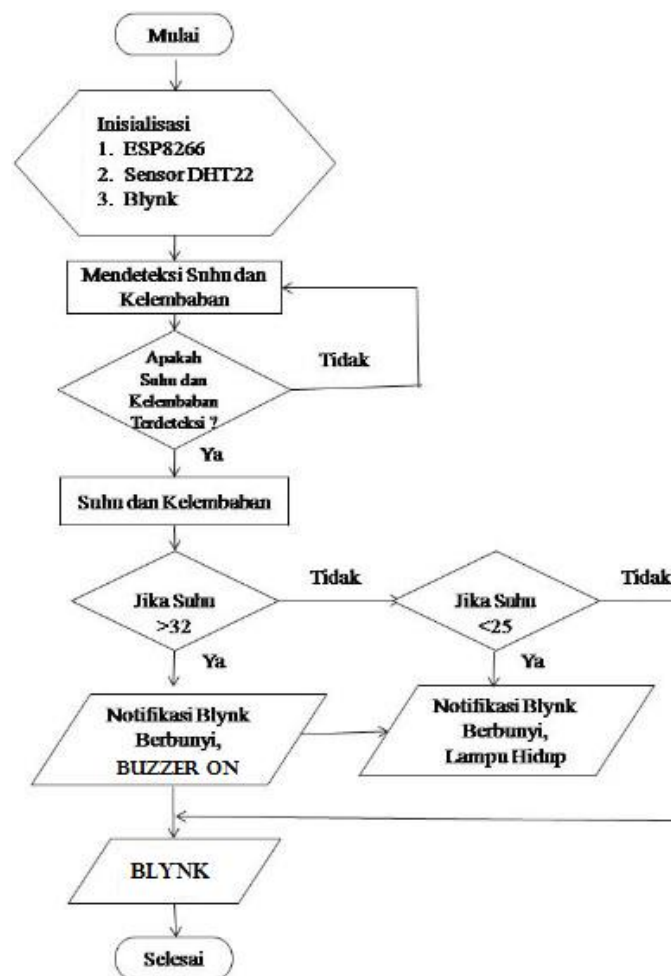 Mulai
Inisialisasi
1. ESP8266
2. Sensor DHT22
3. Blynk
Mendeteksi Suhu dan
Kelembaban
Apakah
Suhu dan
Kelembaban
Terdeteksi ?
Tidak
Ya
Suhu dan Kelembaban
Jika Suhu
>32
Tidak
Jika Suhu
<25
Tidak
Ya
Ya
Notifikasi Blynk
Berbunyi,
BUZZER ON
Notifikasi Blynk
Berbunyi,
Lampu Hidup
BLYNK
Selesai